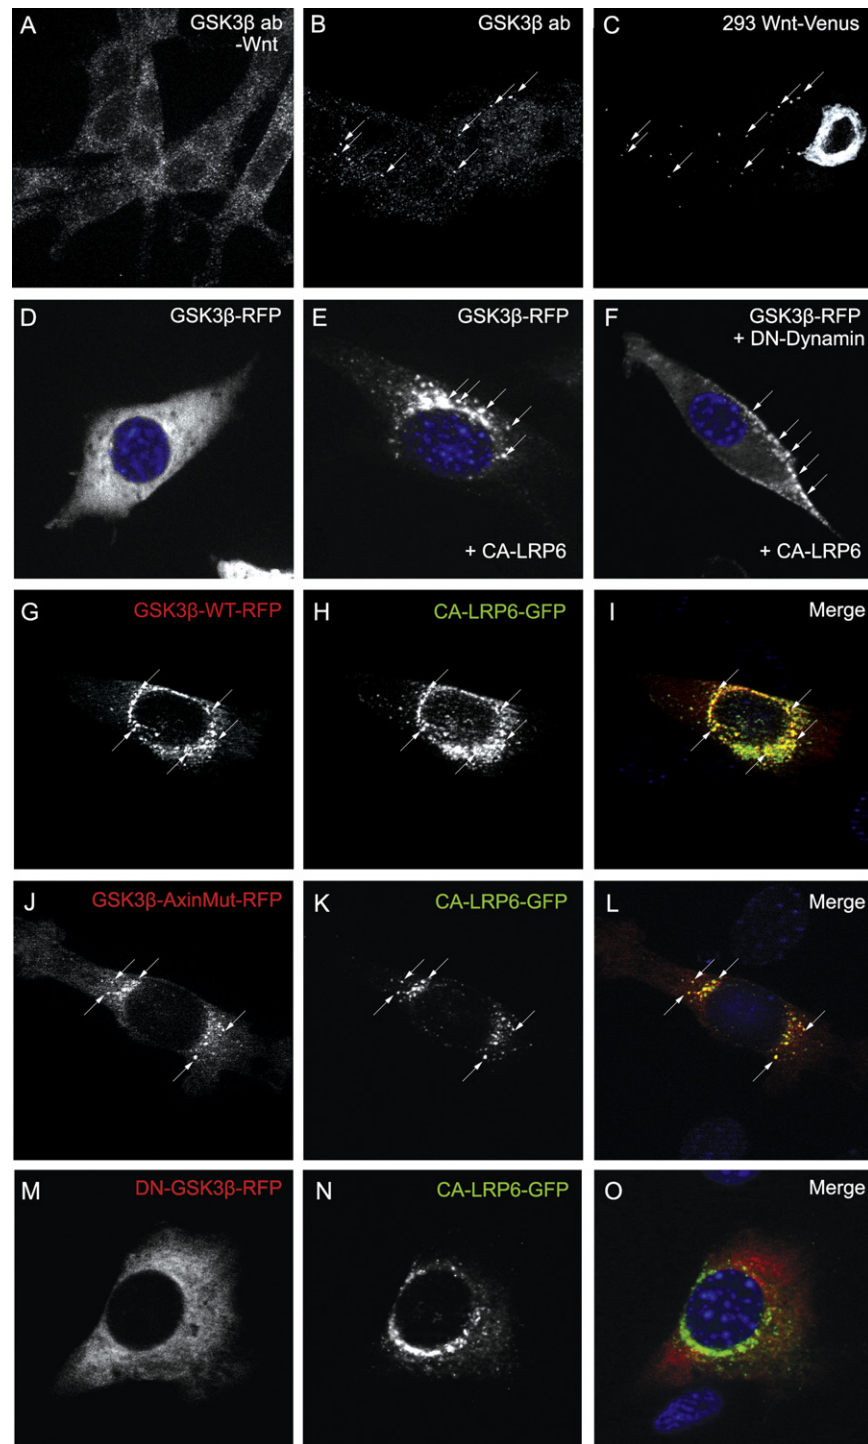 A GSK3β ab
-Wnt
B GSK3β ab
C 293 Wnt-Venus
D GSK3β-RFP
E GSK3β-RFP
+ CA-LRP6
F GSK3β-RFP
+ DN-Dynamin
+ CA-LRP6
G GSK3β-WT-RFP
H CA-LRP6-GFP
I Merge
J GSK3β-AxinMut-RFP
K CA-LRP6-GFP
L Merge
M DN-GSK3β-RFP
N CA-LRP6-GFP
O Merge